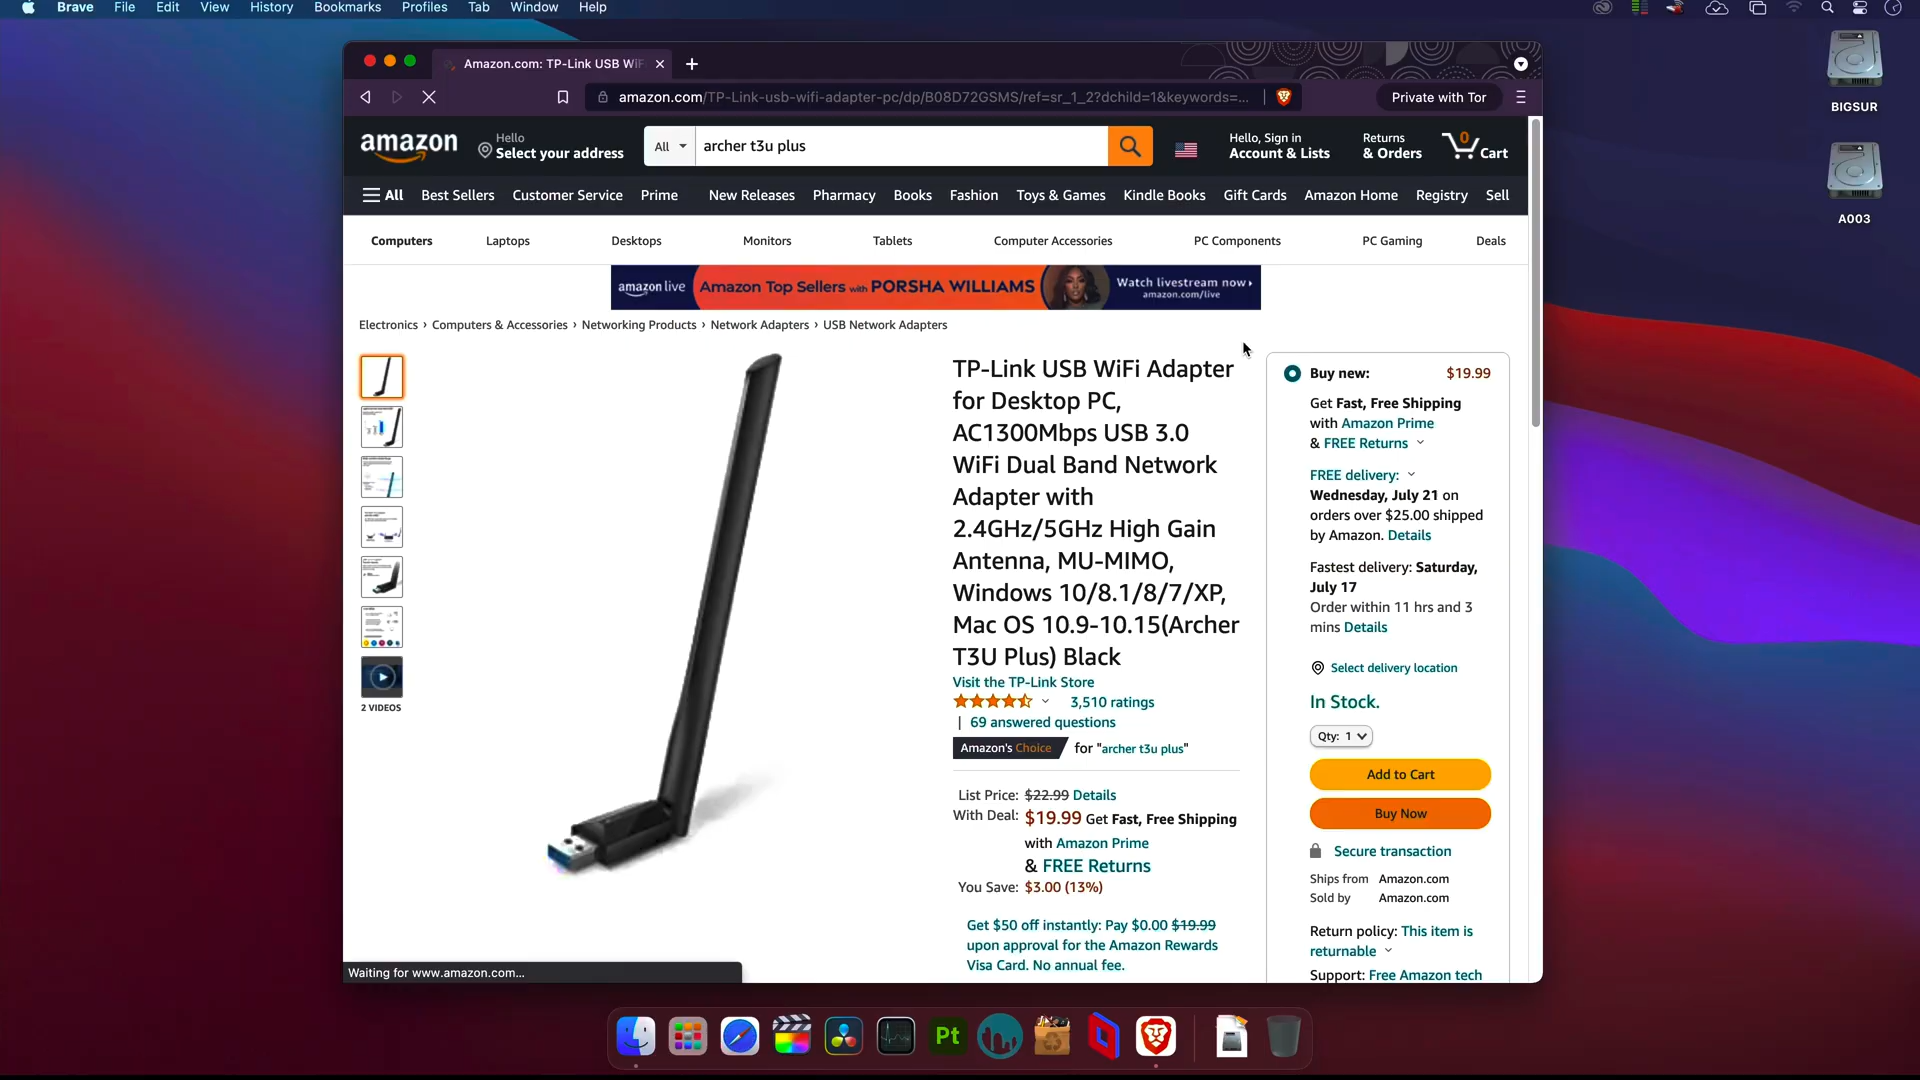 Brave File Edit View History Bookmarks Profiles Tab Window Help
BIGSUR
A003
Amazon.com: TP-Link USB WiF
amazon.com/TP-Link-usb-wifi-adapter-pc/dp/B08D72GSMS/ref=sr_1_2?dchild=1&keywords=...
Private with Tor
amazon
Hello
Select your address
All
archer t3u plus
Hello, Sign in
Account & Lists
Returns
& Orders
0
Cart
All Best Sellers Customer Service Prime New Releases Pharmacy Books Fashion Toys & Games Kindle Books Gift Cards Amazon Home Registry Sell
Computers Laptops Desktops Monitors Tablets Computer Accessories PC Components PC Gaming Deals
amazon live Amazon Top Sellers with PORSHA WILLIAMS
Watch livestream now
amazon.com/live
Electronics › Computers & Accessories › Networking Products › Network Adapters › USB Network Adapters
2 VIDEOS
TP-Link USB WiFi Adapter
for Desktop PC,
AC1300Mbps USB 3.0
WiFi Dual Band Network
Adapter with
2.4GHz/5GHz High Gain
Antenna, MU-MIMO,
Windows 10/8.1/8/7/XP,
Mac OS 10.9-10.15(Archer
T3U Plus) Black
Visit the TP-Link Store
3,510 ratings
| 69 answered questions
Amazon's Choice for "archer t3u plus"
List Price: $22.99 Details
With Deal: $19.99 Get Fast, Free Shipping
with Amazon Prime
& FREE Returns
You Save: $3.00 (13%)
Get $50 off instantly: Pay $0.00 $19.99
upon approval for the Amazon Rewards
Visa Card. No annual fee.
Buy new: $19.99
Get Fast, Free Shipping
with Amazon Prime
& FREE Returns
FREE delivery:
Wednesday, July 21 on
orders over $25.00 shipped
by Amazon. Details
Fastest delivery: Saturday,
July 17
Order within 11 hrs and 3
mins Details
Select delivery location
In Stock.
Qty: 1
Add to Cart
Buy Now
Secure transaction
Ships from Amazon.com
Sold by Amazon.com
Return policy: This item is
returnable
Support: Free Amazon tech
Waiting for www.amazon.com...
Pt